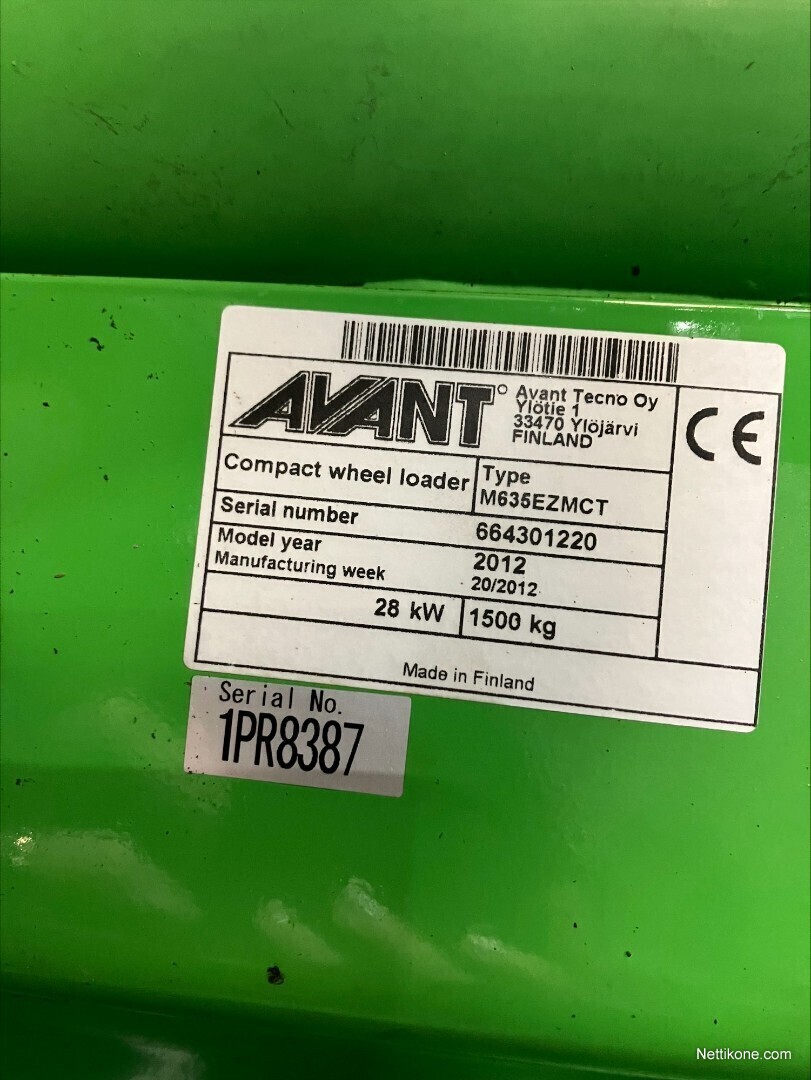 AVANT
Avant Tecno Oy
Ylötie 1
33470 Ylöjärvi
FINLAND
CE
Compact wheel loader
Type
M635EZMCT
Serial number 664301220
Model year 2012
Manufacturing week 20/2012
28 kW 1500 kg
Made in Finland
Serial No.
1PR8387
Nettikone.com